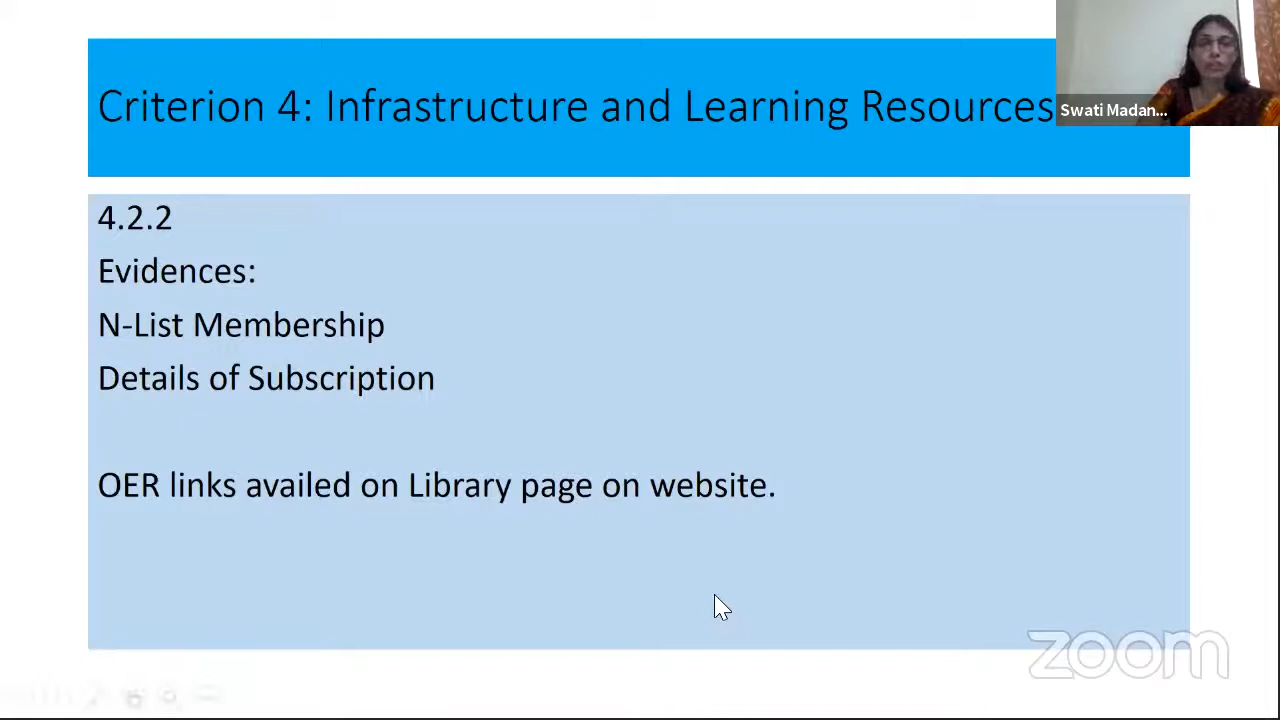 Criterion 4: Infrastructure and Learning Resources
Swati Madan...
4.2.2
Evidences:
N-List Membership
Details of Subscription
OER links availed on Library page on website.
zoom